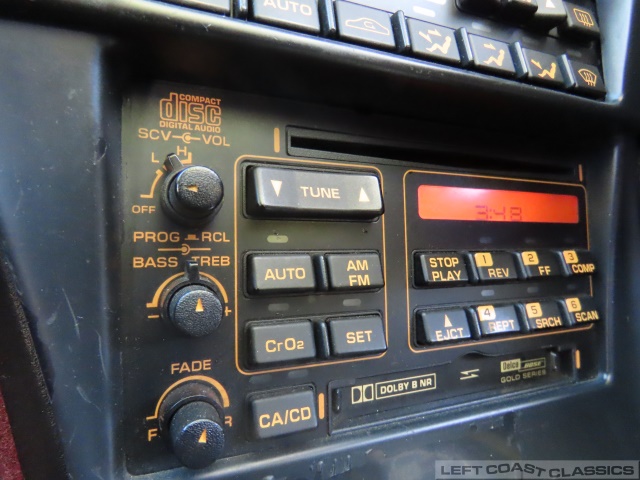 AUTO
COMPACT
disc
DIGITAL AUDIO
SCV VOL
L H
OFF
PROG RCL
BASS TREB
- +
FADE
F R
TUNE
AUTO
AM
FM
CrO2
SET
CA/CD
3:48
STOP
PLAY
1
REV
2
FF
3
COMP
EJCT
4
REPT
5
SRCH
6
SCAN
DOLBY B NR
Delco BOSE
GOLD SERIES
LEFT COAST CLASSICS